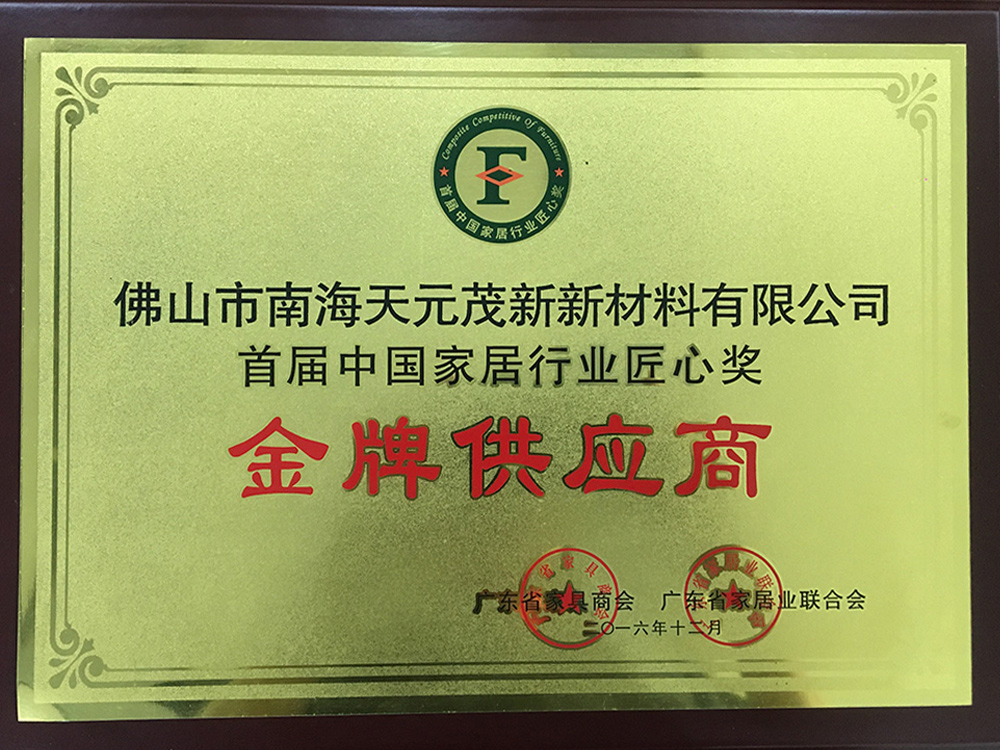 Composite Competitive Of Furniture
F
首届中国家居行业匠心奖
佛山市南海天元茂新新材料有限公司
首届中国家居行业匠心奖
金牌供应商
广东省家具商会 广东省家居业联合会
二〇一六年十二月